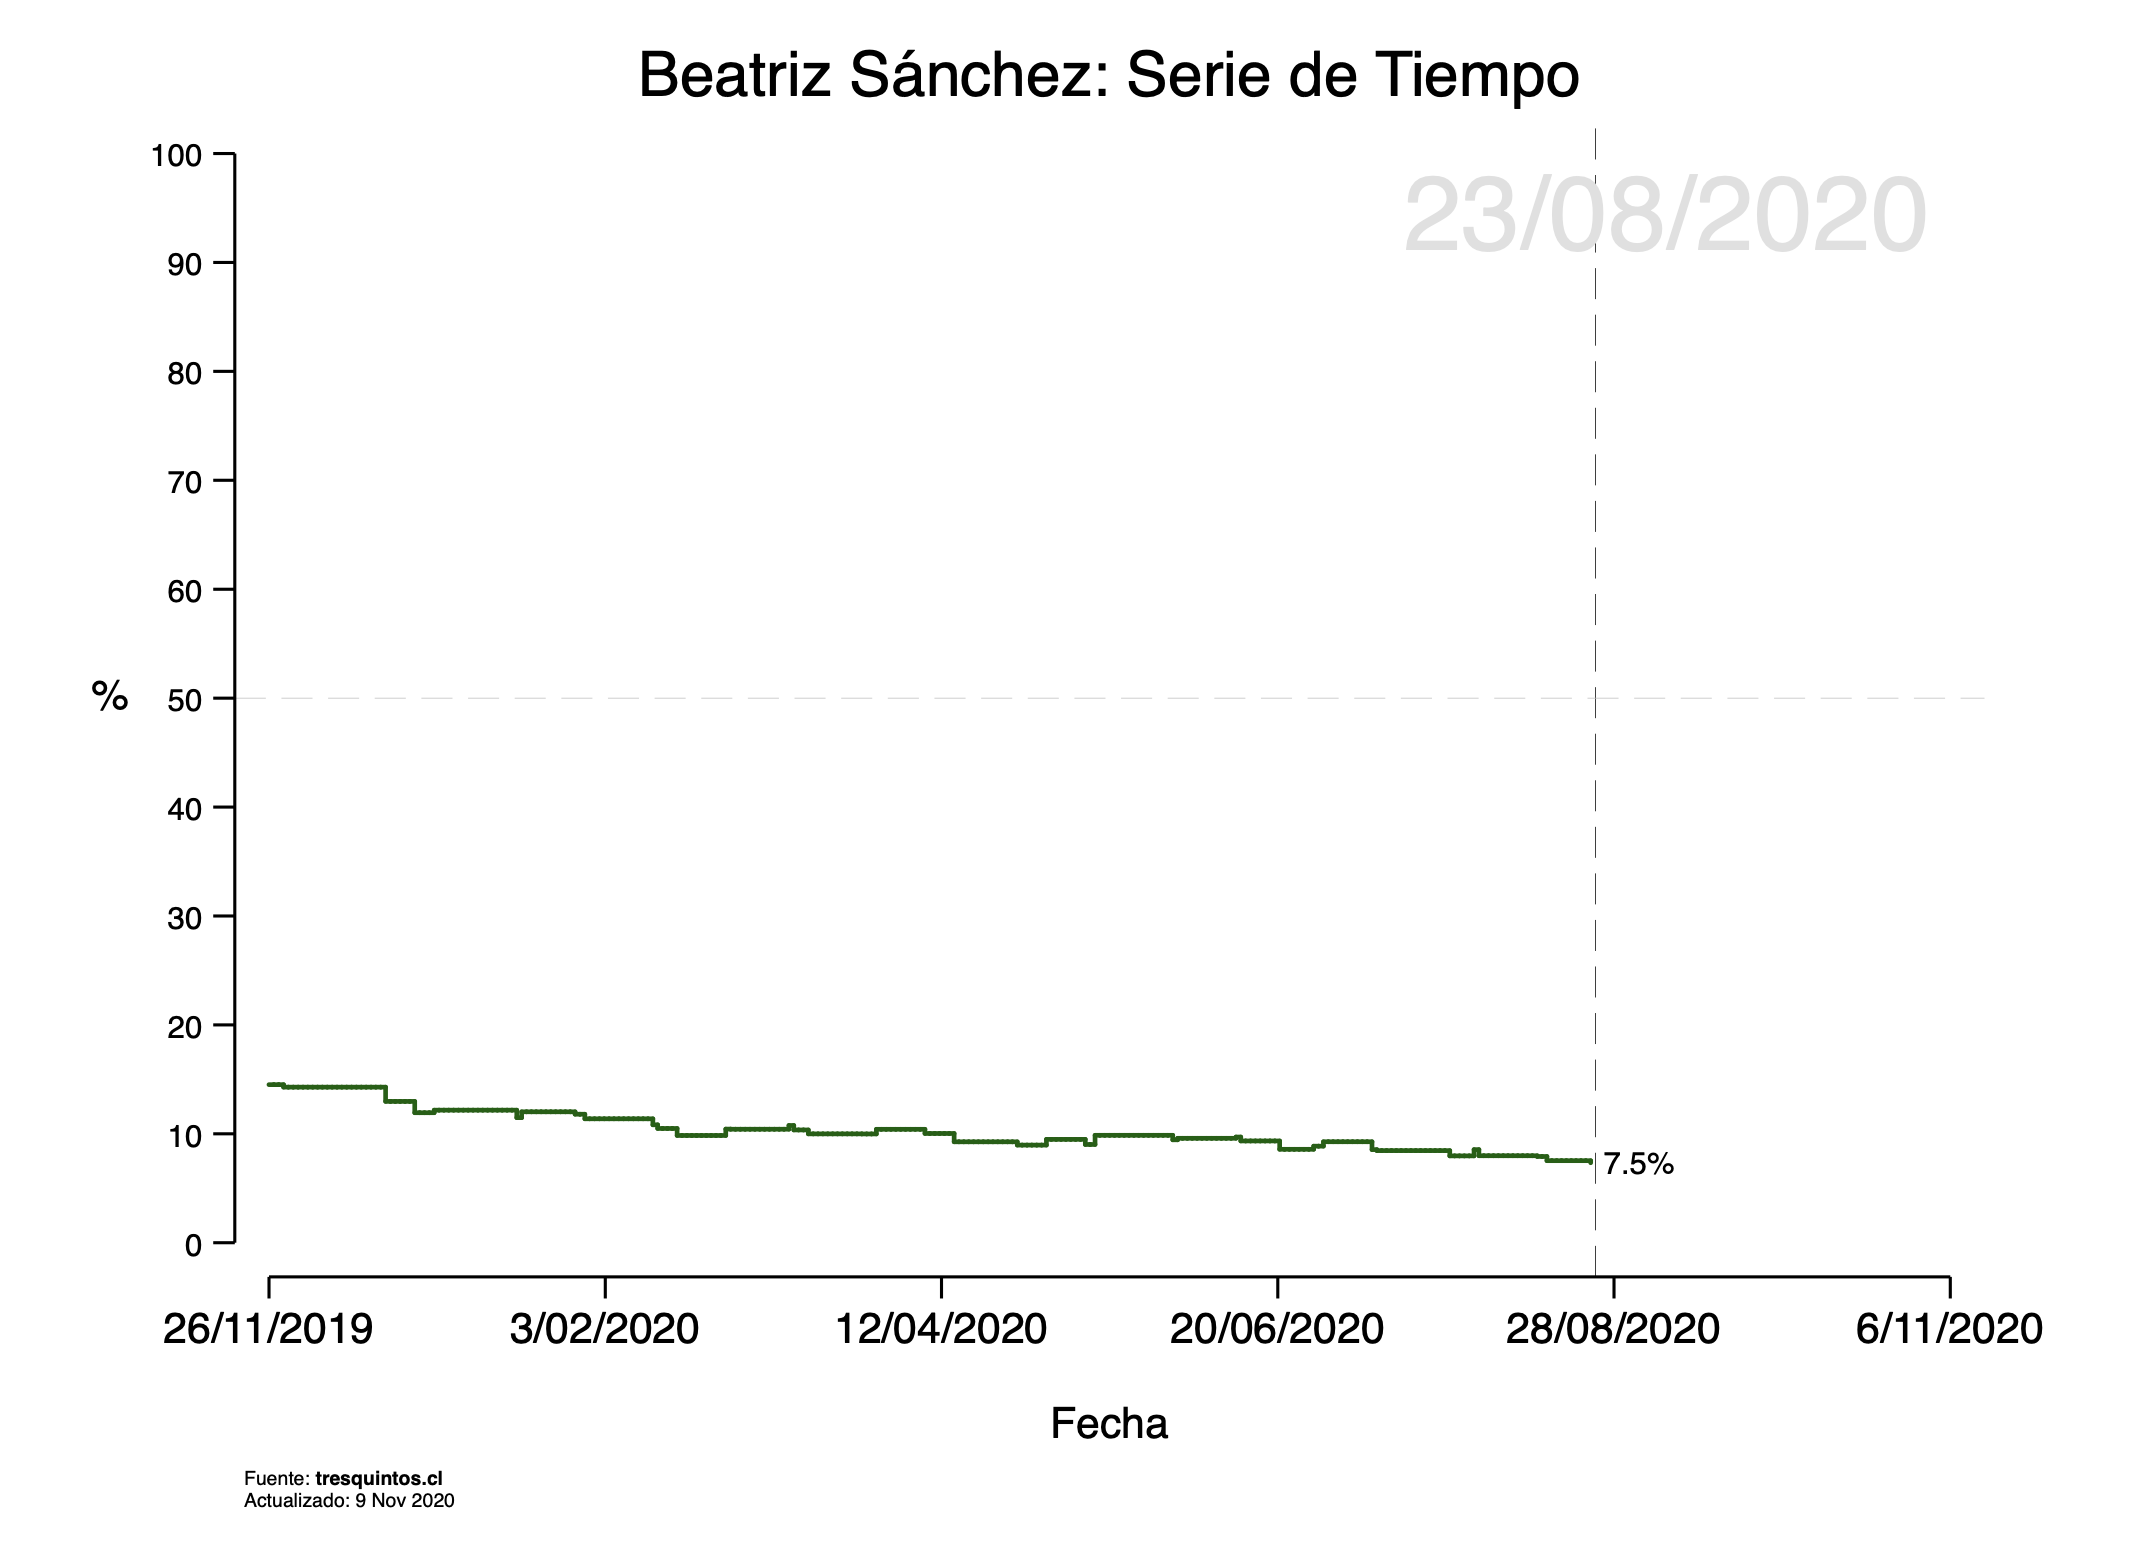 Beatriz Sánchez: Serie de Tiempo
23/08/2020
100
90
80
70
60
%
50
40
30
20
10
0
7.5%
26/11/2019 3/02/2020 12/04/2020 20/06/2020 28/08/2020 6/11/2020
Fecha
Fuente: tresquintos.cl
Actualizado: 9 Nov 2020